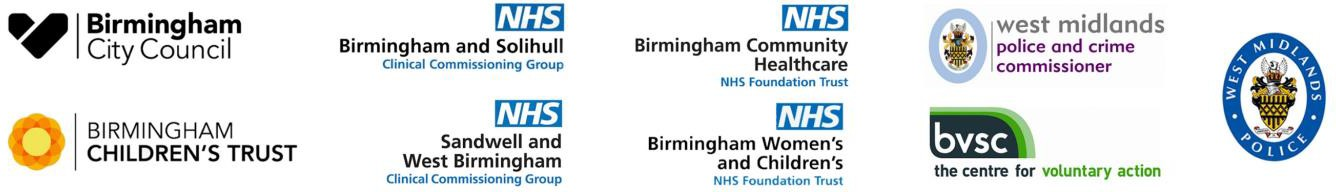 Birmingham
City Council
NHS
Birmingham and Solihull
Clinical Commissioning Group
NHS
Birmingham Community
Healthcare
NHS Foundation Trust
west midlands
police and crime
commissioner
WEST MIDLANDS
POLICE
BIRMINGHAM
CHILDREN'S TRUST
NHS
Sandwell and
West Birmingham
Clinical Commissioning Group
NHS
Birmingham Women's
and Children's
NHS Foundation Trust
bvsc
the centre for voluntary action